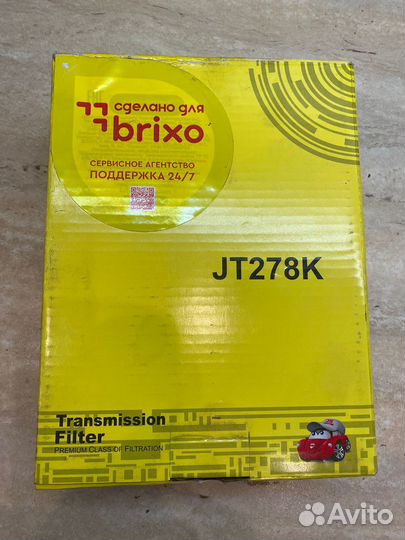 сделано для
brixo
СЕРВИСНОЕ АГЕНТСТВО
ПОДДЕРЖКА 24/7
JT278K
Transmission
Filter
PREMIUM CLASS OF FILTRATION
Avito